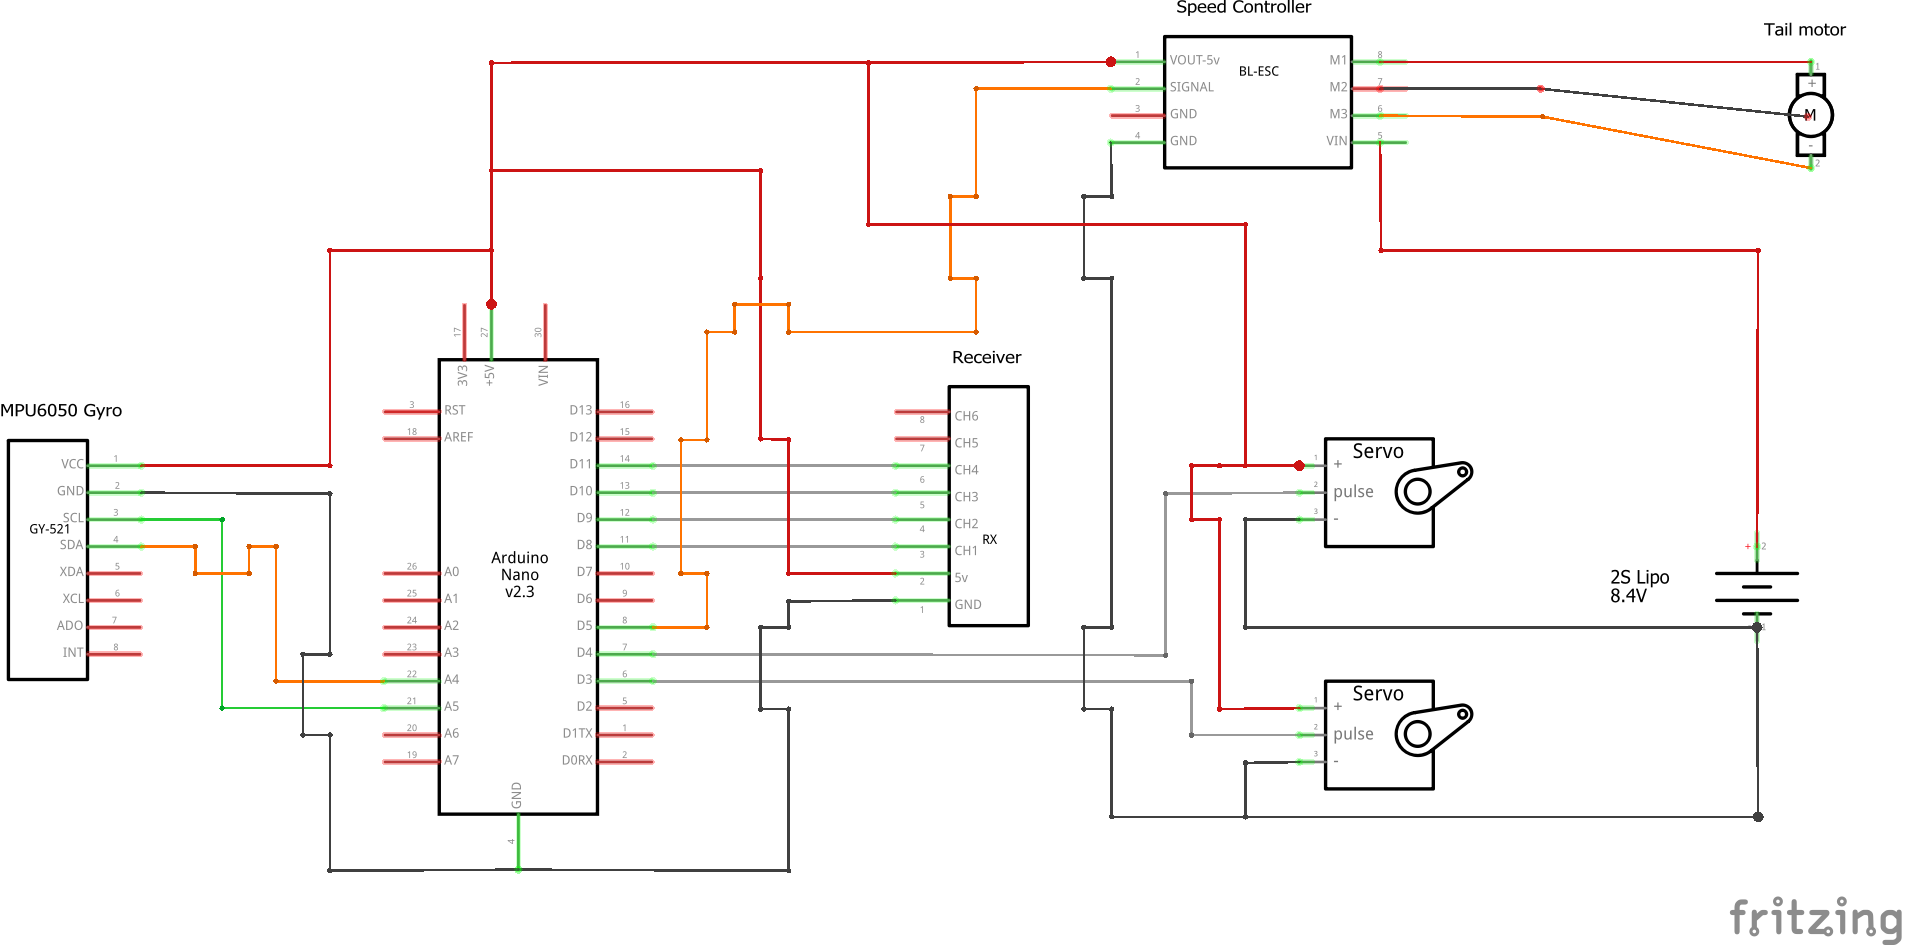 Speed Controller
Tail motor
1 VOUT-5v
2 SIGNAL
3 GND
4 GND
BL-ESC
M1 8
M2 7
M3 6
VIN 5
1
+
M
-
2
Receiver
CH6 8
CH5 7
CH4 6
CH3 5
CH2 4
CH1 3
5v 2
GND 1
RX
MPU6050 Gyro
VCC 1
GND 2
SCL 3
GY-521
SDA 4
XDA 5
XCL 6
ADO 7
INT 8
17 27 30
3V3 +5V VIN
3 RST
18 AREF
26 A0
25 A1
24 A2
23 A3
22 A4
21 A5
20 A6
19 A7
Arduino
Nano
v2.3
D13 16
D12 15
D11 14
D10 13
D9 12
D8 11
D7 10
D6 9
D5 8
D4 7
D3 6
D2 5
D1TX 1
D0RX 2
GND
4
Servo
1 +
2 pulse
3 -
Servo
1 +
2 pulse
3 -
+ 2
2S Lipo
8.4V
1
fritzing